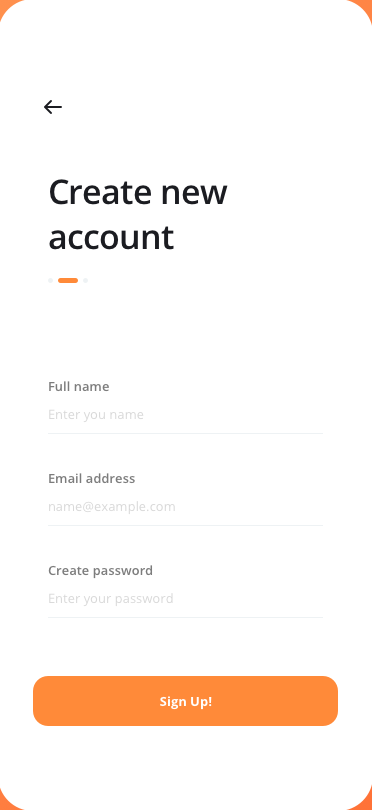 Create new
account
Full name
Enter you name
Email address
name@example.com
Create password
Enter your password
Sign Up!